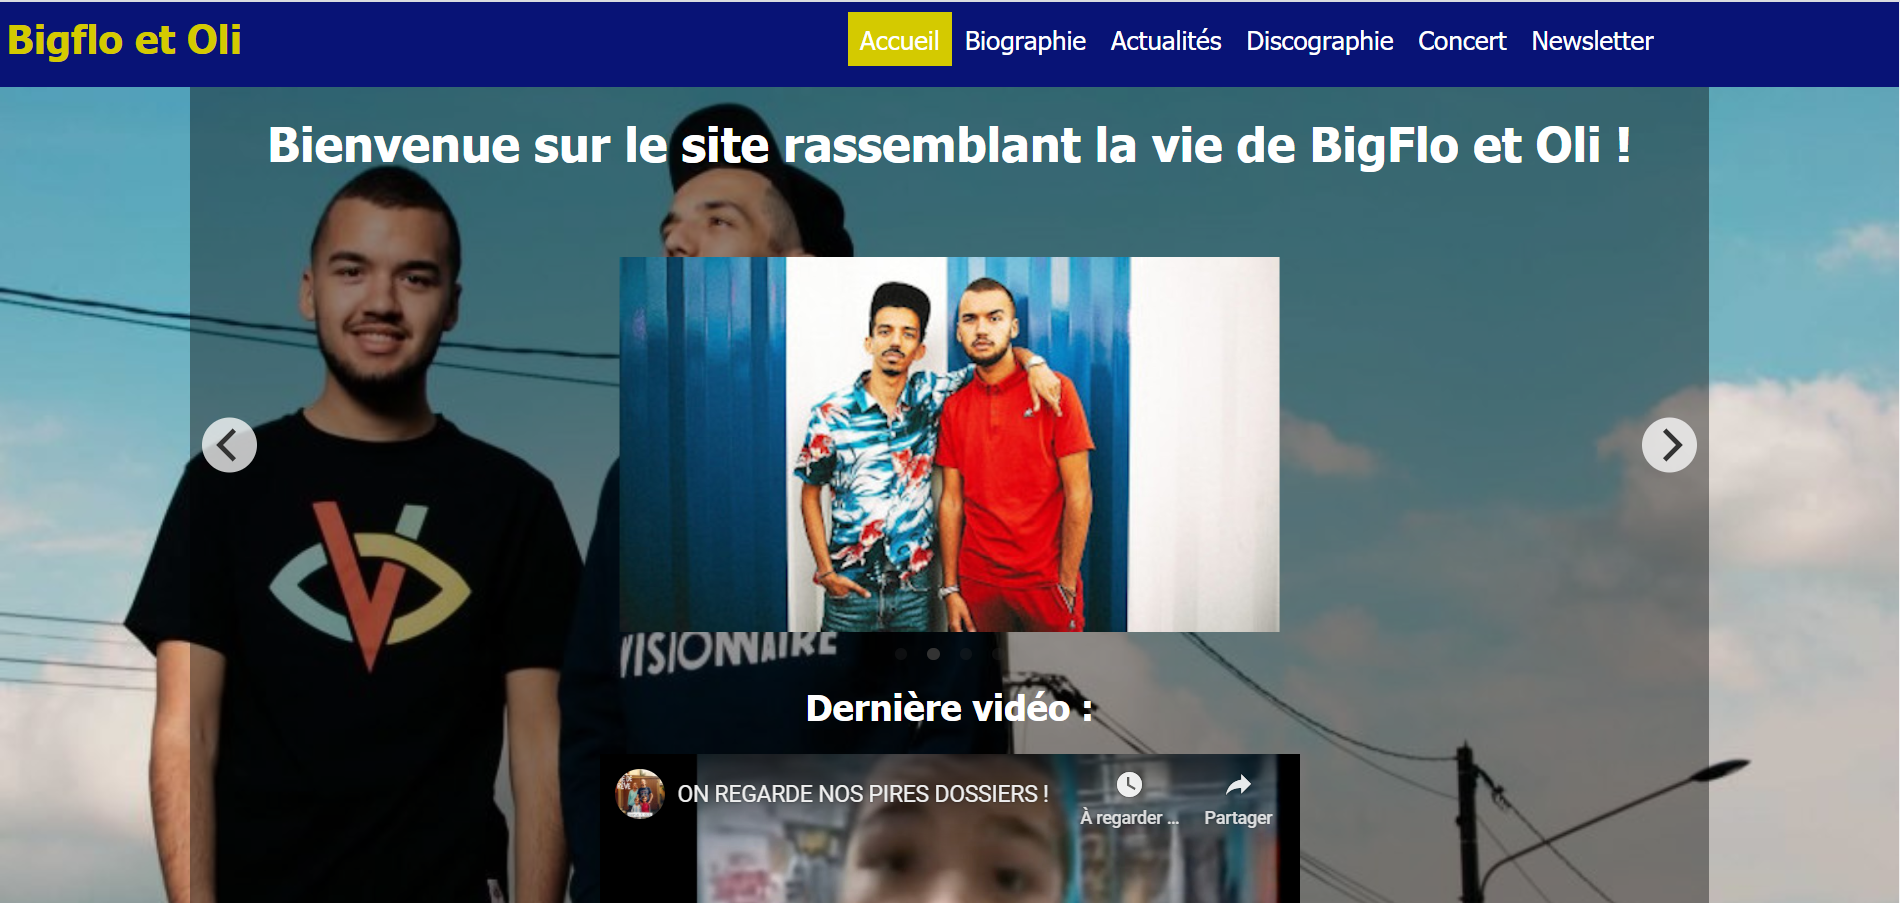 Bigflo et Oli
Accueil Biographie Actualités Discographie Concert Newsletter
Bienvenue sur le site rassemblant la vie de BigFlo et Oli !
VISIONNAIRE
Dernière vidéo :
ON REGARDE NOS PIRES DOSSIERS !
À regarder ...
Partager